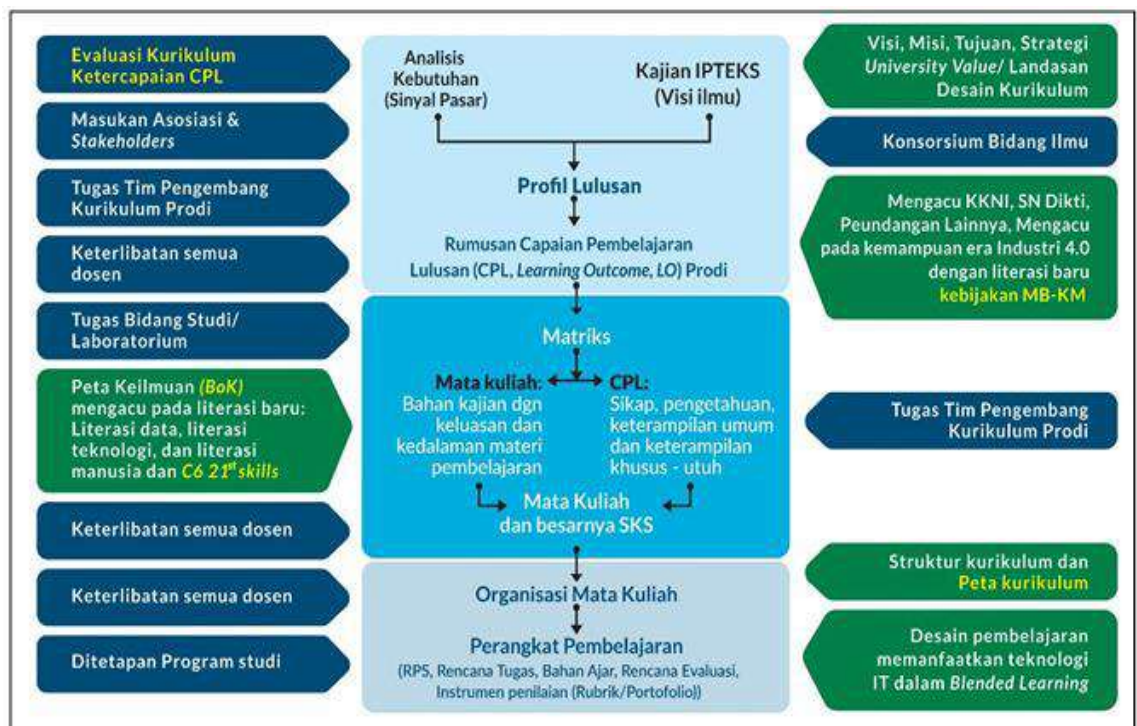 Evaluasi Kurikulum
Ketercapaian CPL
Masukan Asosiasi &
Stakeholders
Tugas Tim Pengembang
Kurikulum Prodi
Keterlibatan semua
dosen
Tugas Bidang Studi/
Laboratorium
Peta Keilmuan (BoK)
mengacu pada literasi baru:
Literasi data, literasi
teknologi, dan literasi
manusia dan C6 21st skills
Keterlibatan semua dosen
Keterlibatan semua dosen
Ditetapan Program studi
Analisis
Kebutuhan
(Sinyal Pasar)
Kajian IPTEKS
(Visi ilmu)
Profil Lulusan
Rumusan Capaian Pembelajaran
Lulusan (CPL, Learning Outcome, LO) Prodi
Matriks
Mata kuliah:
Bahan kajian dgn
keluasan dan
kedalaman materi
pembelajaran
CPL:
Sikap, pengetahuan,
keterampilan umum
dan keterampilan
khusus - utuh
Mata Kuliah
dan besarnya SKS
Organisasi Mata Kuliah
Perangkat Pembelajaran
(RPS, Rencana Tugas, Bahan Ajar, Rencana Evaluasi,
Instrumen penilaian (Rubrik/Portofolio))
Visi, Misi, Tujuan, Strategi
University Value/ Landasan
Desain Kurikulum
Konsorsium Bidang Ilmu
Mengacu KKNI, SN Dikti,
Peundangan Lainnya, Mengacu
pada kemampuan era Industri 4.0
dengan literasi baru
kebijakan MB-KM
Tugas Tim Pengembang
Kurikulum Prodi
Struktur kurikulum dan
Peta kurikulum
Desain pembelajaran
memanfaatkan teknologi
IT dalam Blended Learning